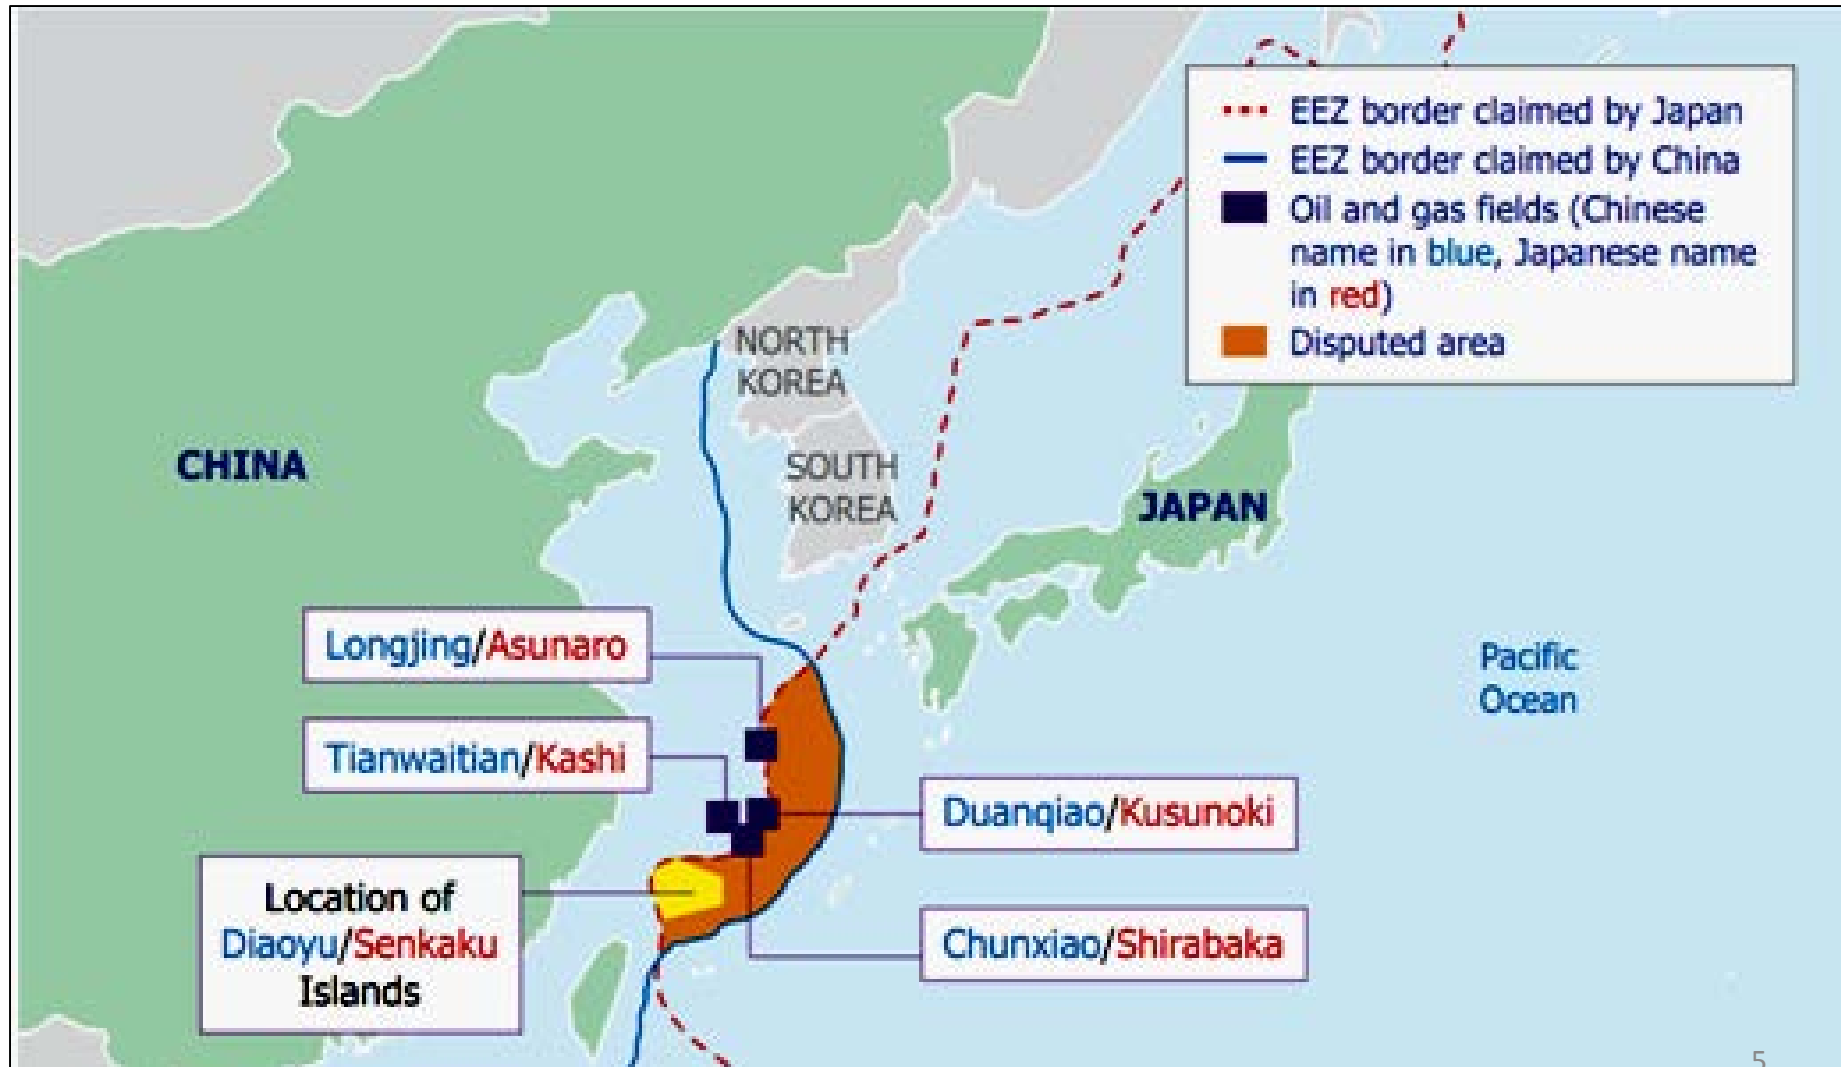 EEZ border claimed by Japan
EEZ border claimed by China
Oil and gas fields (Chinese
name in blue, Japanese name
in red)
Disputed area
NORTH
KOREA
SOUTH
KOREA
CHINA
JAPAN
Longjing/Asunaro
Pacific
Ocean
Tianwaitian/Kashi
Duanqiao/Kusunoki
Location of
Diaoyu/Senkaku
Islands
Chunxiao/Shirabaka
5